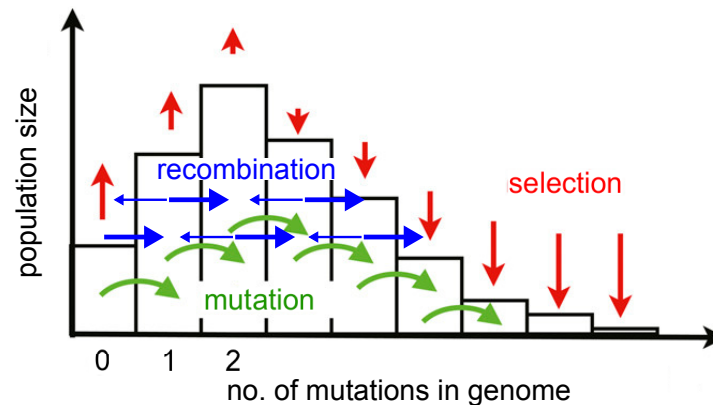 population size
recombination
selection
mutation
0 1 2
no. of mutations in genome